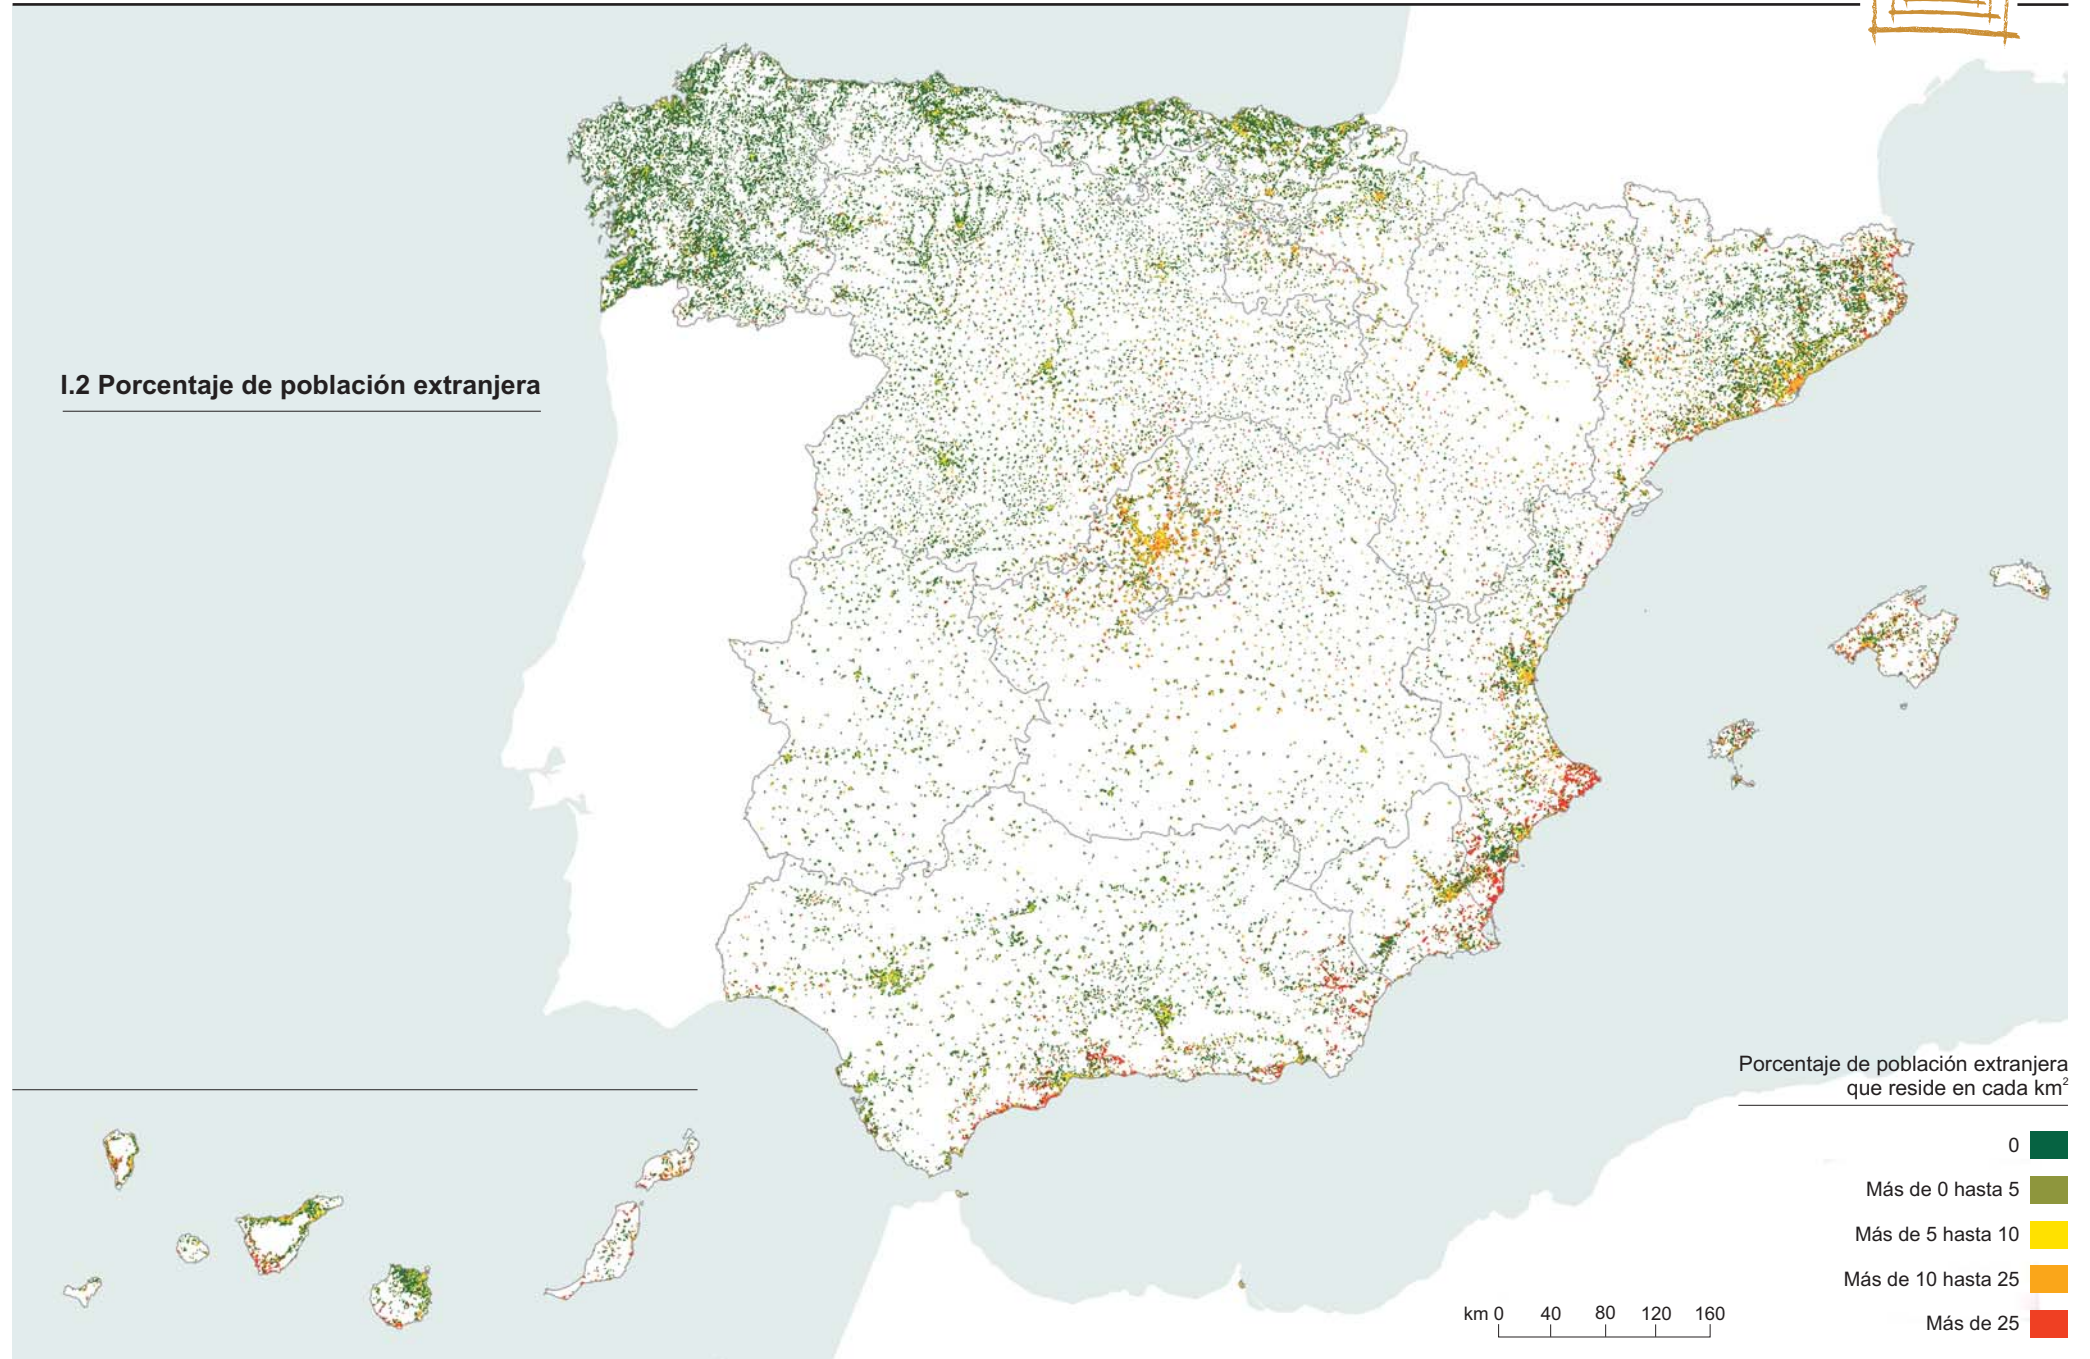 I.2 Porcentaje de población extranjera
Porcentaje de población extranjera
que reside en cada km²
0
Más de 0 hasta 5
Más de 5 hasta 10
Más de 10 hasta 25
Más de 25
km 0 40 80 120 160